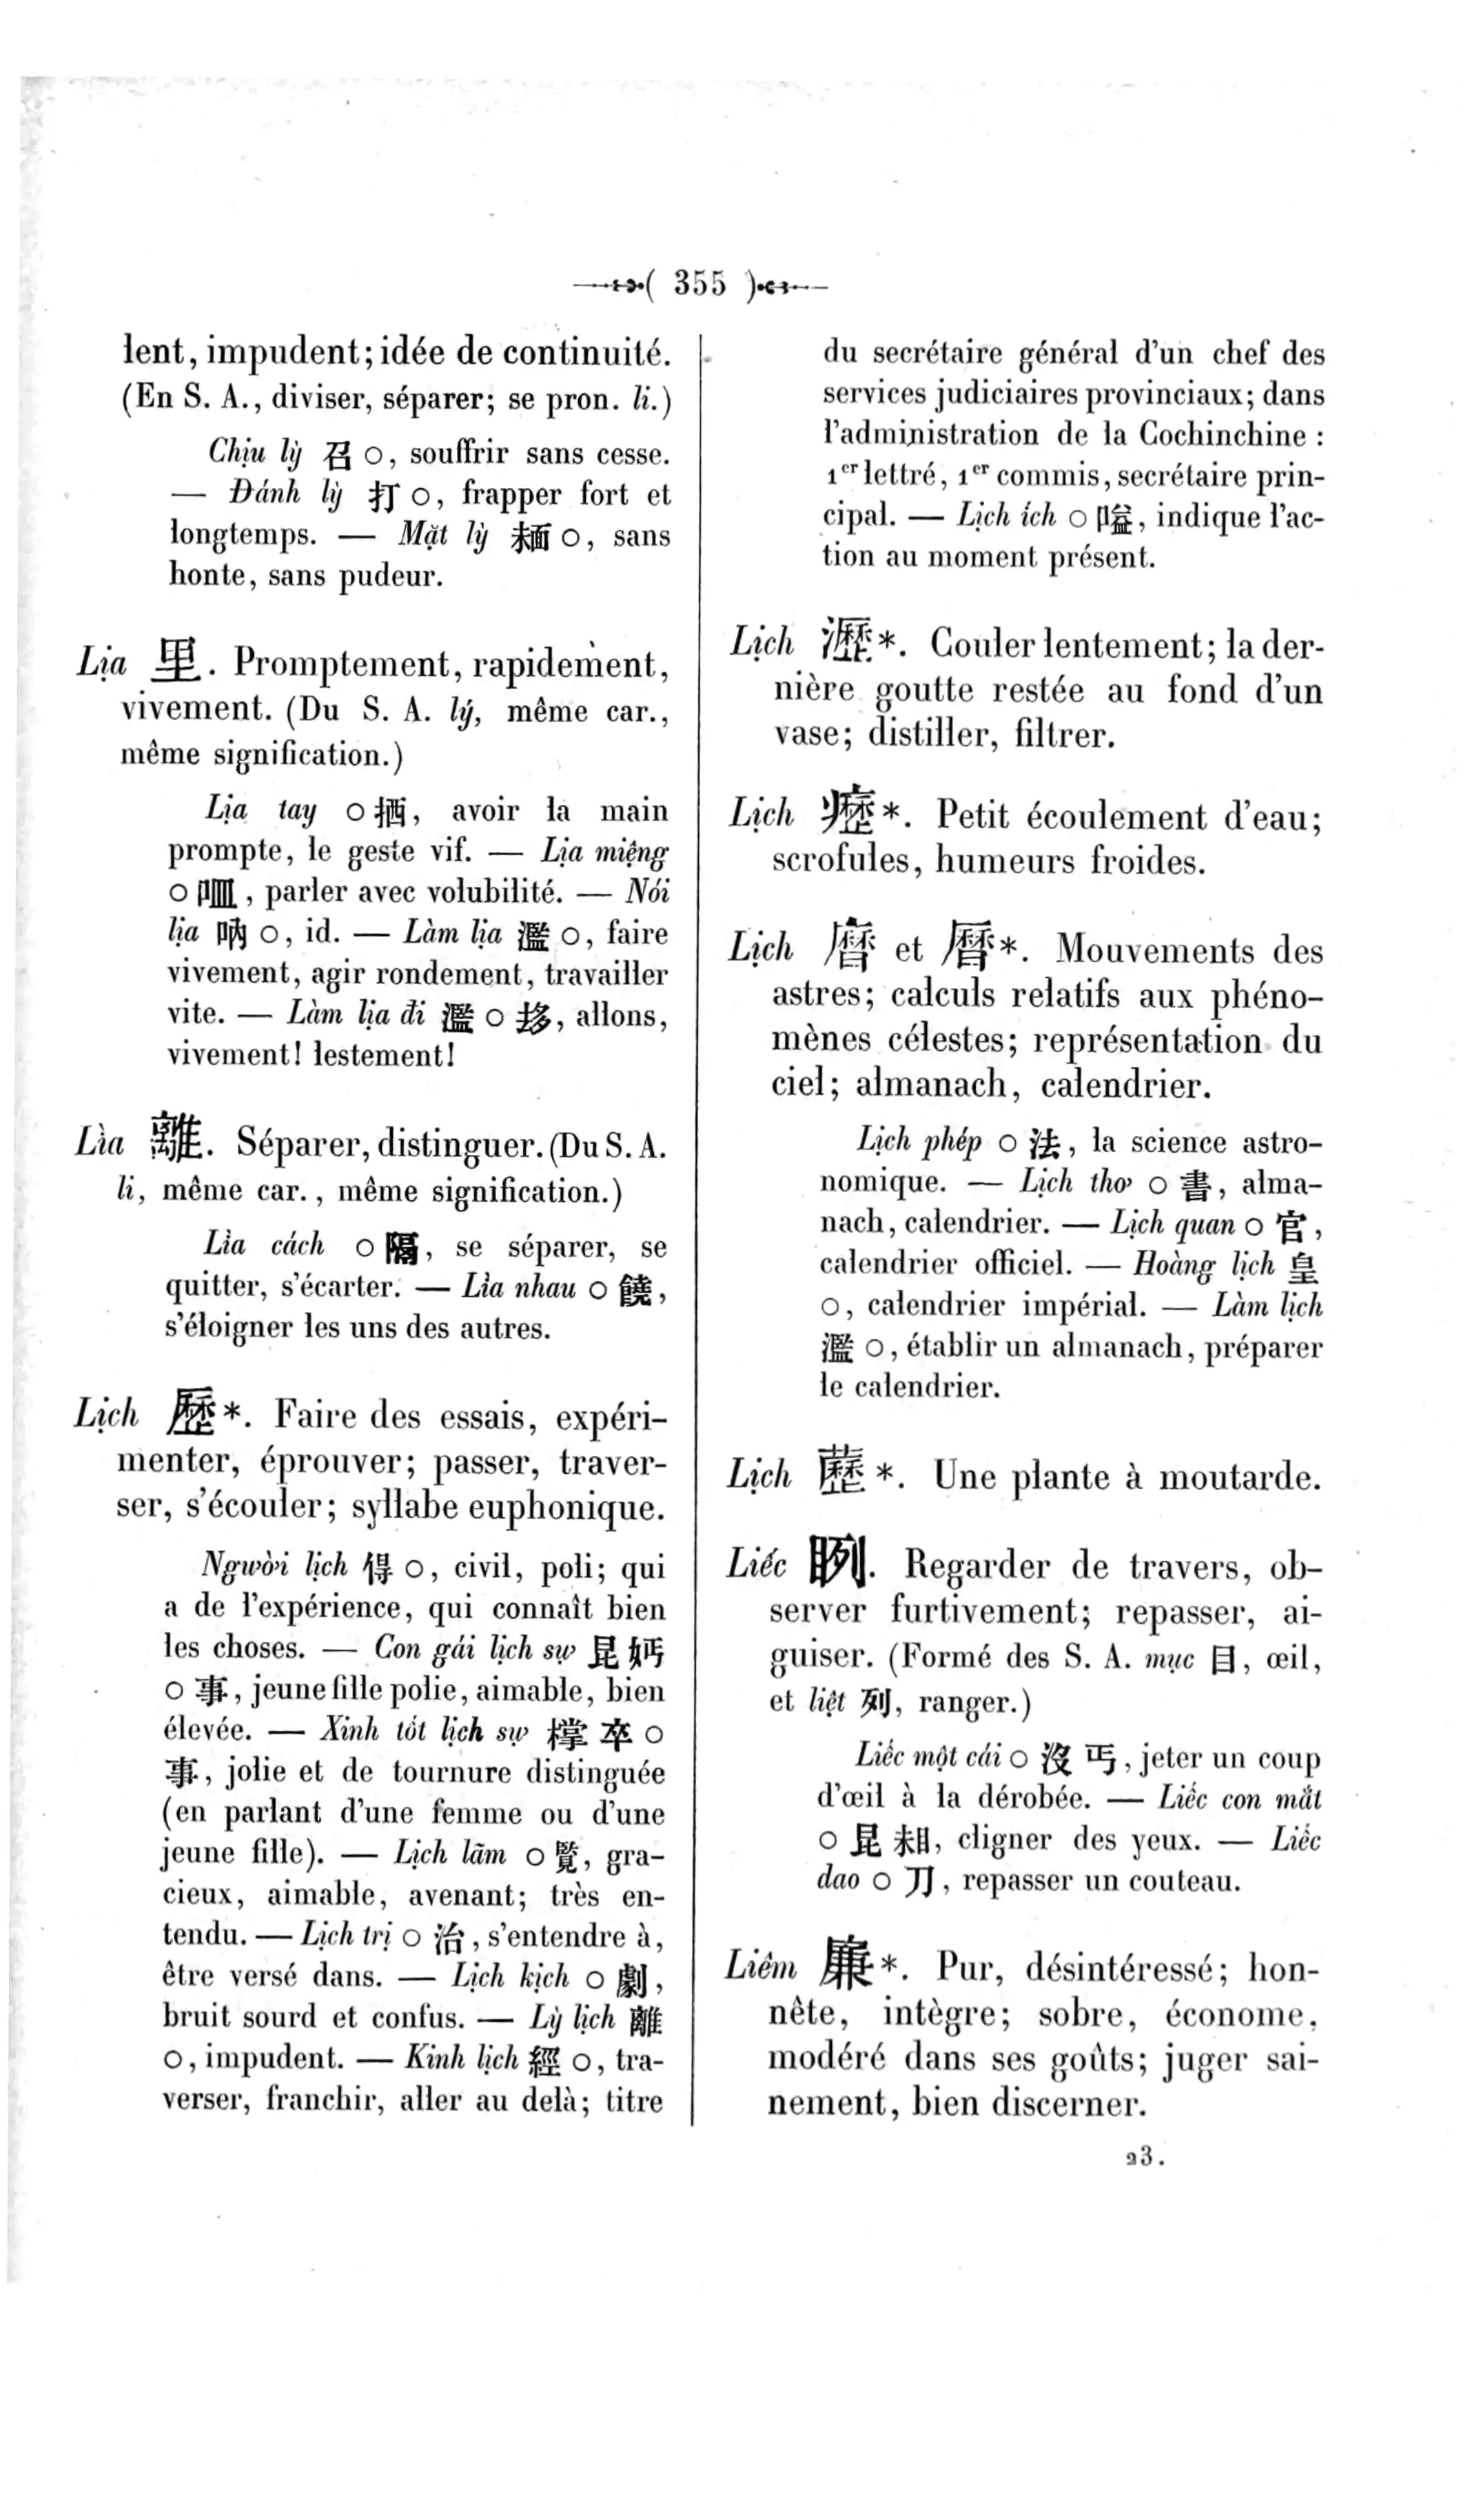 ( 355 )
lent, impudent; idée de continuité.
(En S. A., diviser, séparer; se pron. li.)
Chịu lỳ 召 ○, souffrir sans cesse.
— Đánh lỳ 打 ○, frapper fort et
longtemps. — Mặt lỳ 𩈘 ○, sans
honte, sans pudeur.
Lịa 里. Promptement, rapidement,
vivement. (Du S. A. lý, même car.,
même signification.)
Lịa tay ○ 拪, avoir la main
prompte, le geste vif. — Lịa miệng
○ 𠰘, parler avec volubilité. — Nói
lịa 吶 ○, id. — Làm lịa 濫 ○, faire
vivement, agir rondement, travailler
vite. — Làm lịa đi 濫 ○ 𠫾, allons,
vivement! lestement!
Lìa 離. Séparer, distinguer. (Du S. A.
li, même car., même signification.)
Lìa cách ○ 隔, se séparer, se
quitter, s'écarter. — Lìa nhau ○ 饒,
s'éloigner les uns des autres.
Lịch 歷*. Faire des essais, expéri-
menter, éprouver; passer, traver-
ser, s'écouler; syllabe euphonique.
Người lịch 得 ○, civil, poli; qui
a de l'expérience, qui connaît bien
les choses. — Con gái lịch sự 昆 𡛔
○ 事, jeune fille polie, aimable, bien
élevée. — Xinh tốt lịch sự 撑 卒 ○
事, jolie et de tournure distinguée
(en parlant d'une femme ou d'une
jeune fille). — Lịch lãm ○ 覽, gra-
cieux, aimable, avenant; très en-
tendu. — Lịch trị ○ 治, s'entendre à,
être versé dans. — Lịch kịch ○ 劇,
bruit sourd et confus. — Lỳ lịch 離
○, impudent. — Kinh lịch 經 ○, tra-
verser, franchir, aller au delà; titre
du secrétaire général d'un chef des
services judiciaires provinciaux; dans
l'administration de la Cochinchine :
1er lettré, 1er commis, secrétaire prin-
cipal. — Lịch ích ○ 嗌, indique l'ac-
tion au moment présent.
Lịch 瀝*. Couler lentement; la der-
nière goutte restée au fond d'un
vase; distiller, filtrer.
Lịch 癧*. Petit écoulement d'eau;
scrofules, humeurs froides.
Lịch 暦 et 曆*. Mouvements des
astres; calculs relatifs aux phéno-
mènes célestes; représentation du
ciel; almanach, calendrier.
Lịch phép ○ 法, la science astro-
nomique. — Lịch thơ ○ 書, alma-
nach, calendrier. — Lịch quan ○ 官,
calendrier officiel. — Hoàng lịch 皇
○, calendrier impérial. — Làm lịch
濫 ○, établir un almanach, préparer
le calendrier.
Lịch 藶*. Une plante à moutarde.
Liếc 𥆁. Regarder de travers, ob-
server furtivement; repasser, ai-
guiser. (Formé des S. A. mục 目, œil,
et liệt 列, ranger.)
Liếc một cái ○ 沒 丐, jeter un coup
d'œil à la dérobée. — Liếc con mắt
○ 昆 眜, cligner des yeux. — Liếc
dao ○ 刀, repasser un couteau.
Liêm 廉*. Pur, désintéressé; hon-
nête, intègre; sobre, économe,
modéré dans ses goûts; juger sai-
nement, bien discerner.
23.